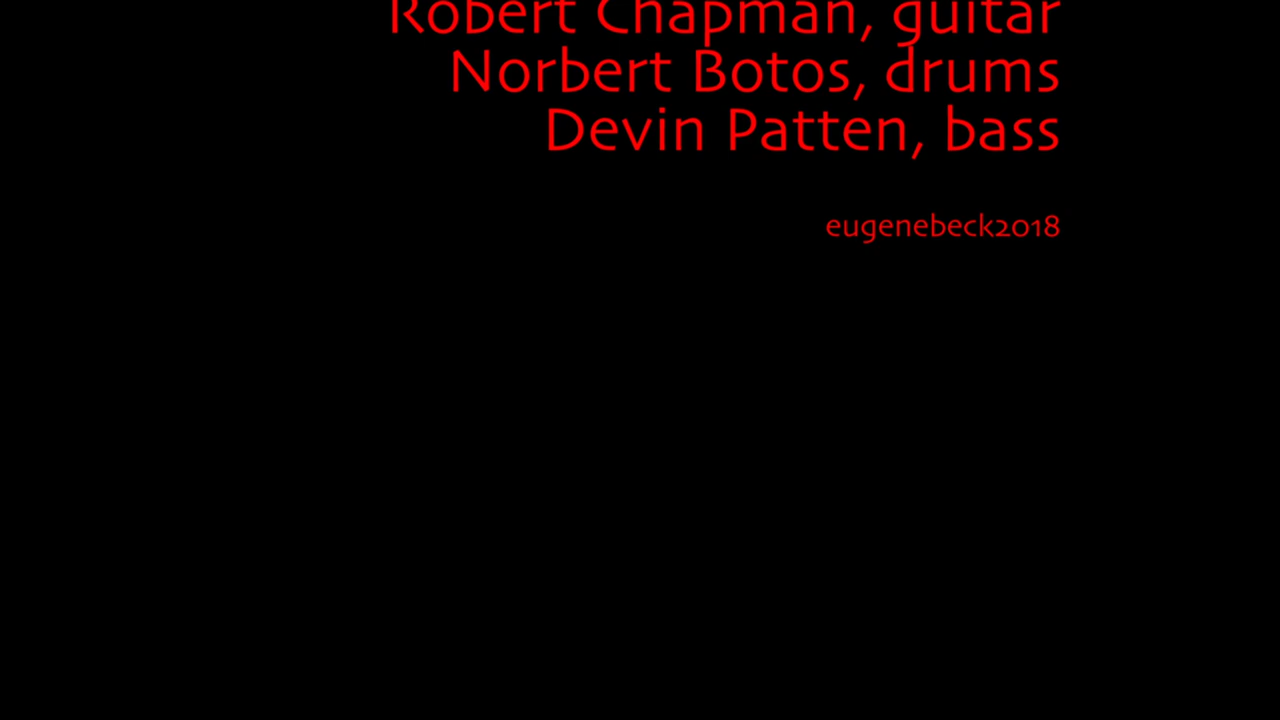 Robert Chapman, guitar
Norbert Botos, drums
Devin Patten, bass
eugenebeck2018